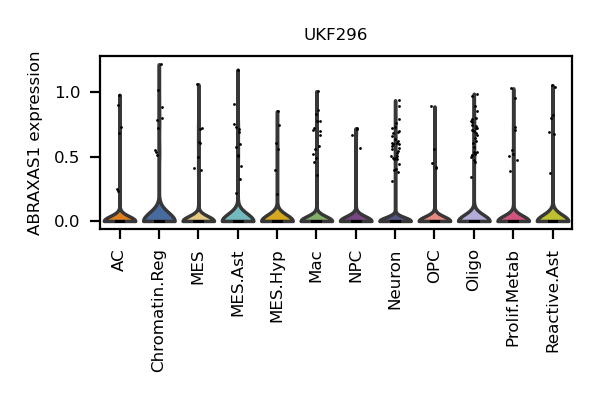 UKF296
ABRAXAS1 expression
1.0
0.5
0.0
AC
Chromatin.Reg
MES
MES.Ast
MES.Hyp
Mac
NPC
Neuron
OPC
Oligo
Prolif.Metab
Reactive.Ast